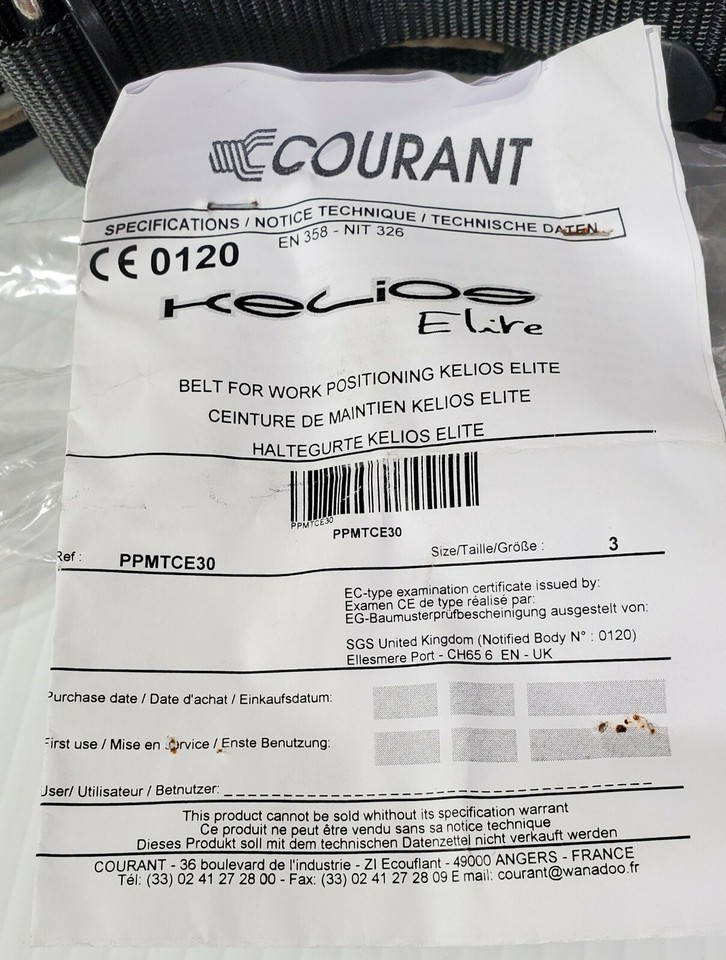 COURANT
SPECIFICATIONS / NOTICE TECHNIQUE / TECHNISCHE DATEN
EN 358 - NIT 326
CE 0120
KELIOS
Elite
BELT FOR WORK POSITIONING KELIOS ELITE
CEINTURE DE MAINTIEN KELIOS ELITE
HALTEGURTE KELIOS ELITE
PPMTCE30
PPMTCE30
Ref : PPMTCE30 Size/Taille/Größe : 3
EC-type examination certificate issued by:
Examen CE de type réalisé par:
EG-Baumusterprüfbescheinigung ausgestelt von:
SGS United Kingdom (Notified Body N° : 0120)
Ellesmere Port - CH65 6 EN - UK
Purchase date / Date d'achat / Einkaufsdatum:
First use / Mise en service / Enste Benutzung:
User/ Utilisateur / Betnutzer:
This product cannot be sold whithout its specification warrant
Ce produit ne peut être vendu sans sa notice technique
Dieses Produkt soll mit dem technischen Datenzettel nicht verkauft werden
COURANT - 36 boulevard de l'industrie - ZI Ecouflant - 49000 ANGERS - FRANCE
Tél: (33) 02 41 27 28 00 - Fax: (33) 02 41 27 28 09 E mail: courant@wanadoo.fr